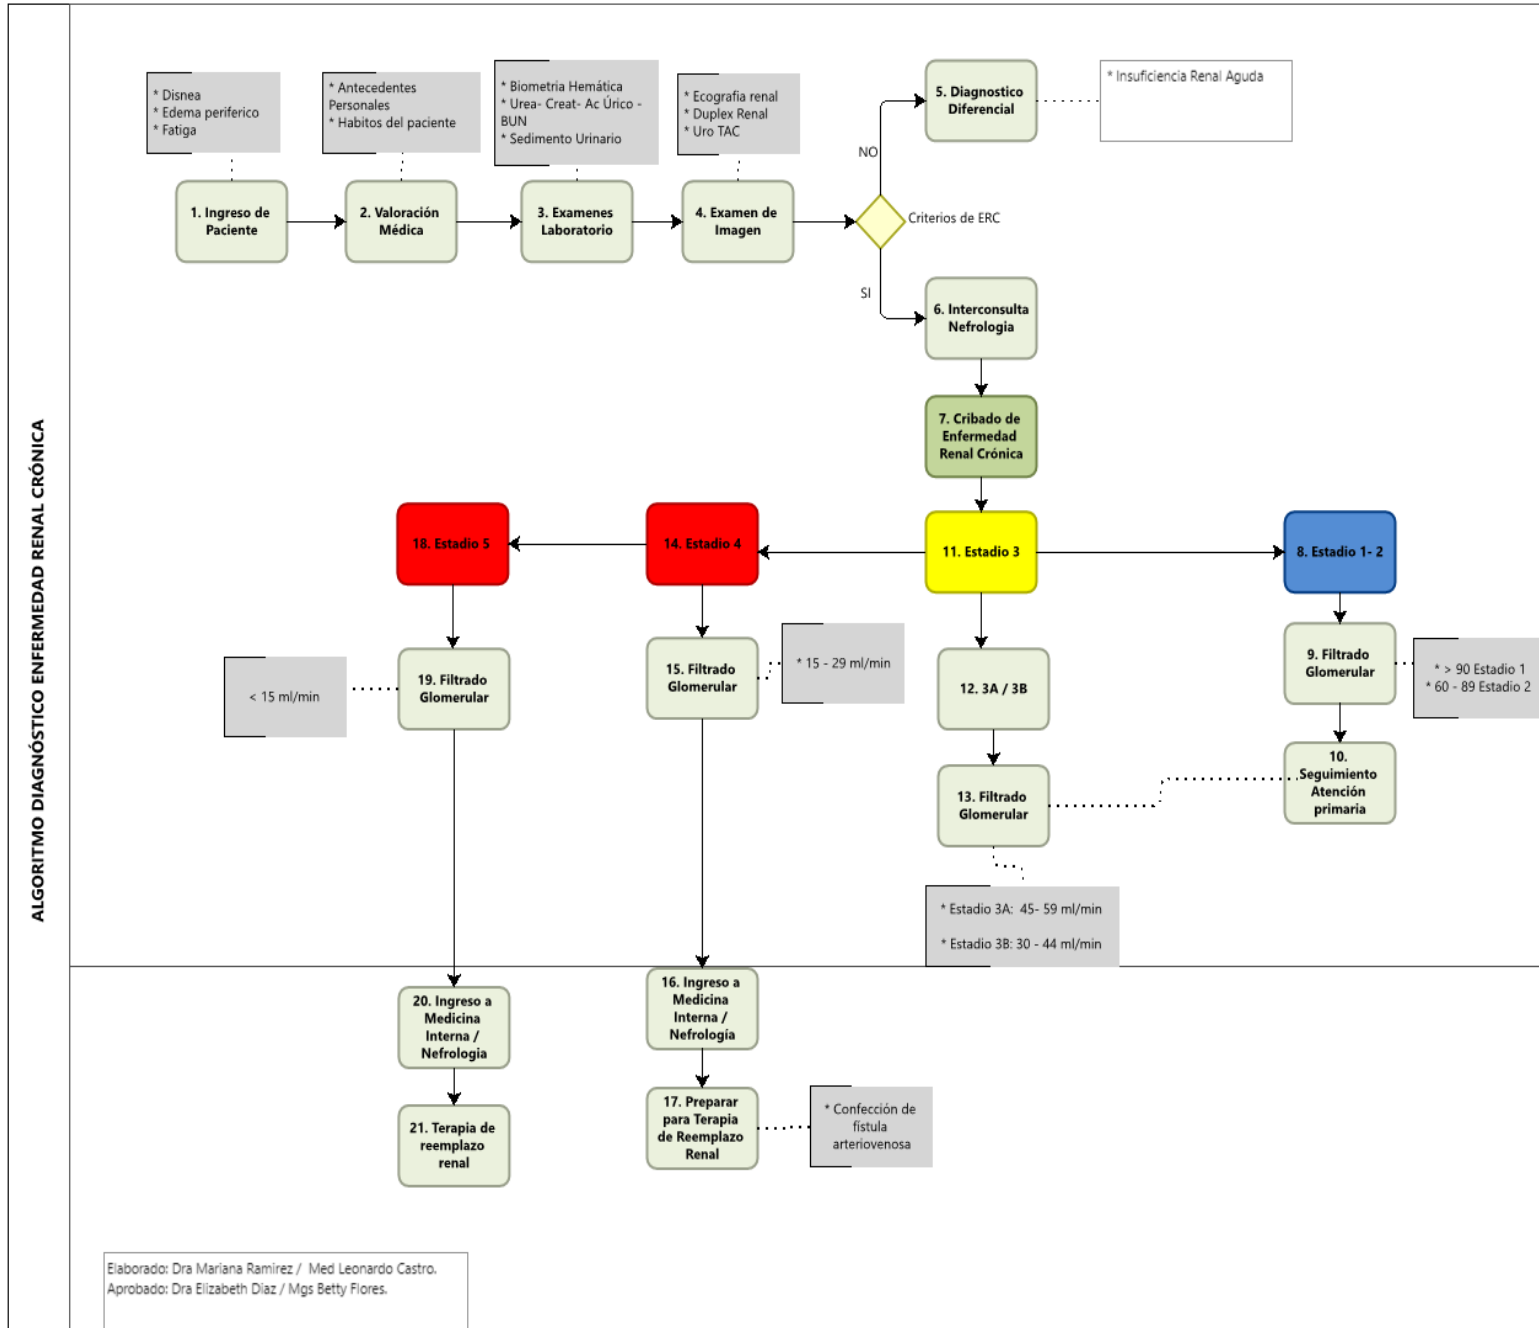 ALGORITMO DIAGNÓSTICO ENFERMEDAD RENAL CRÓNICA
* Disnea
* Edema periferico
* Fatiga
* Antecedentes
Personales
* Habitos del paciente
* Biometria Hemática
* Urea- Creat- Ac Úrico -
BUN
* Sedimento Urinario
* Ecografia renal
* Duplex Renal
* Uro TAC
5. Diagnostico
Diferencial
* Insuficiencia Renal Aguda
NO
1. Ingreso de
Paciente
2. Valoración
Médica
3. Examenes
Laboratorio
4. Examen de
Imagen
Criterios de ERC
SI
6. Interconsulta
Nefrologia
7. Cribado de
Enfermedad
Renal Crónica
18. Estadio 5
14. Estadio 4
11. Estadio 3
8. Estadio 1- 2
< 15 ml/min
19. Filtrado
Glomerular
15. Filtrado
Glomerular
* 15 - 29 ml/min
12. 3A / 3B
9. Filtrado
Glomerular
* > 90 Estadio 1
* 60 - 89 Estadio 2
13. Filtrado
Glomerular
10.
Seguimiento
Atención
primaria
* Estadio 3A:  45- 59 ml/min
* Estadio 3B: 30 - 44 ml/min
20. Ingreso a
Medicina
Interna /
Nefrologia
16. Ingreso a
Medicina
Interna /
Nefrología
21. Terapia de
reemplazo
renal
17. Preparar
para Terapia
de Reemplazo
Renal
* Confección de
fistula
arteriovenosa
Elaborado: Dra Mariana Ramirez /  Med Leonardo Castro.
Aprobado: Dra Elizabeth Diaz / Mgs Betty Flores.